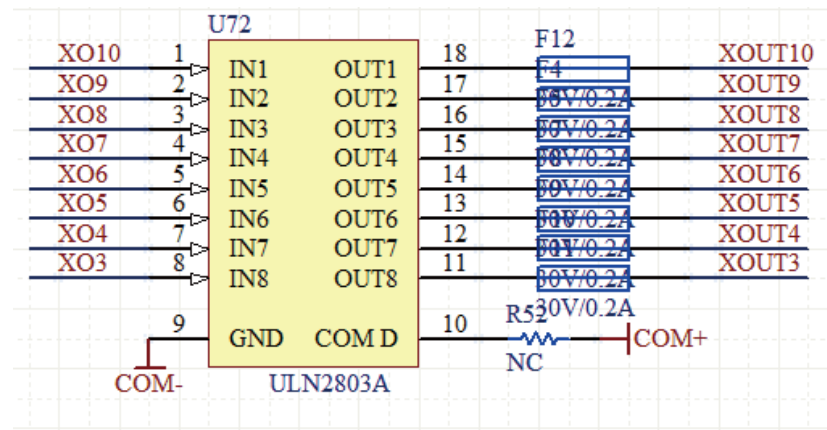 U72
F12
XO10 1 IN1 OUT1 18 XOUT10
F4
XO9 2 IN2 OUT2 17 XOUT9
XO8 3 IN3 OUT3 16 XOUT8
XO7 4 IN4 OUT4 15 XOUT7
XO6 5 IN5 OUT5 14 XOUT6
XO5 6 IN6 OUT6 13 XOUT5
XO4 7 IN7 OUT7 12 XOUT4
XO3 8 IN8 OUT8 11 XOUT3
30V/0.2A
9 GND COM D 10 R52 COM+
NC
COM-
ULN2803A